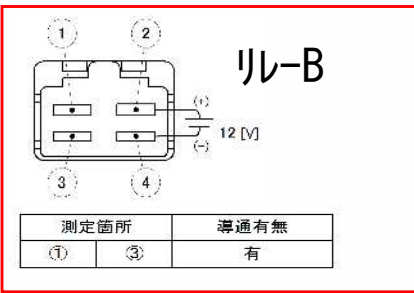 ① ②
リレーB
(+)
12 [V]
(-)
③ ④
測定箇所 導通有無
① ③ 有